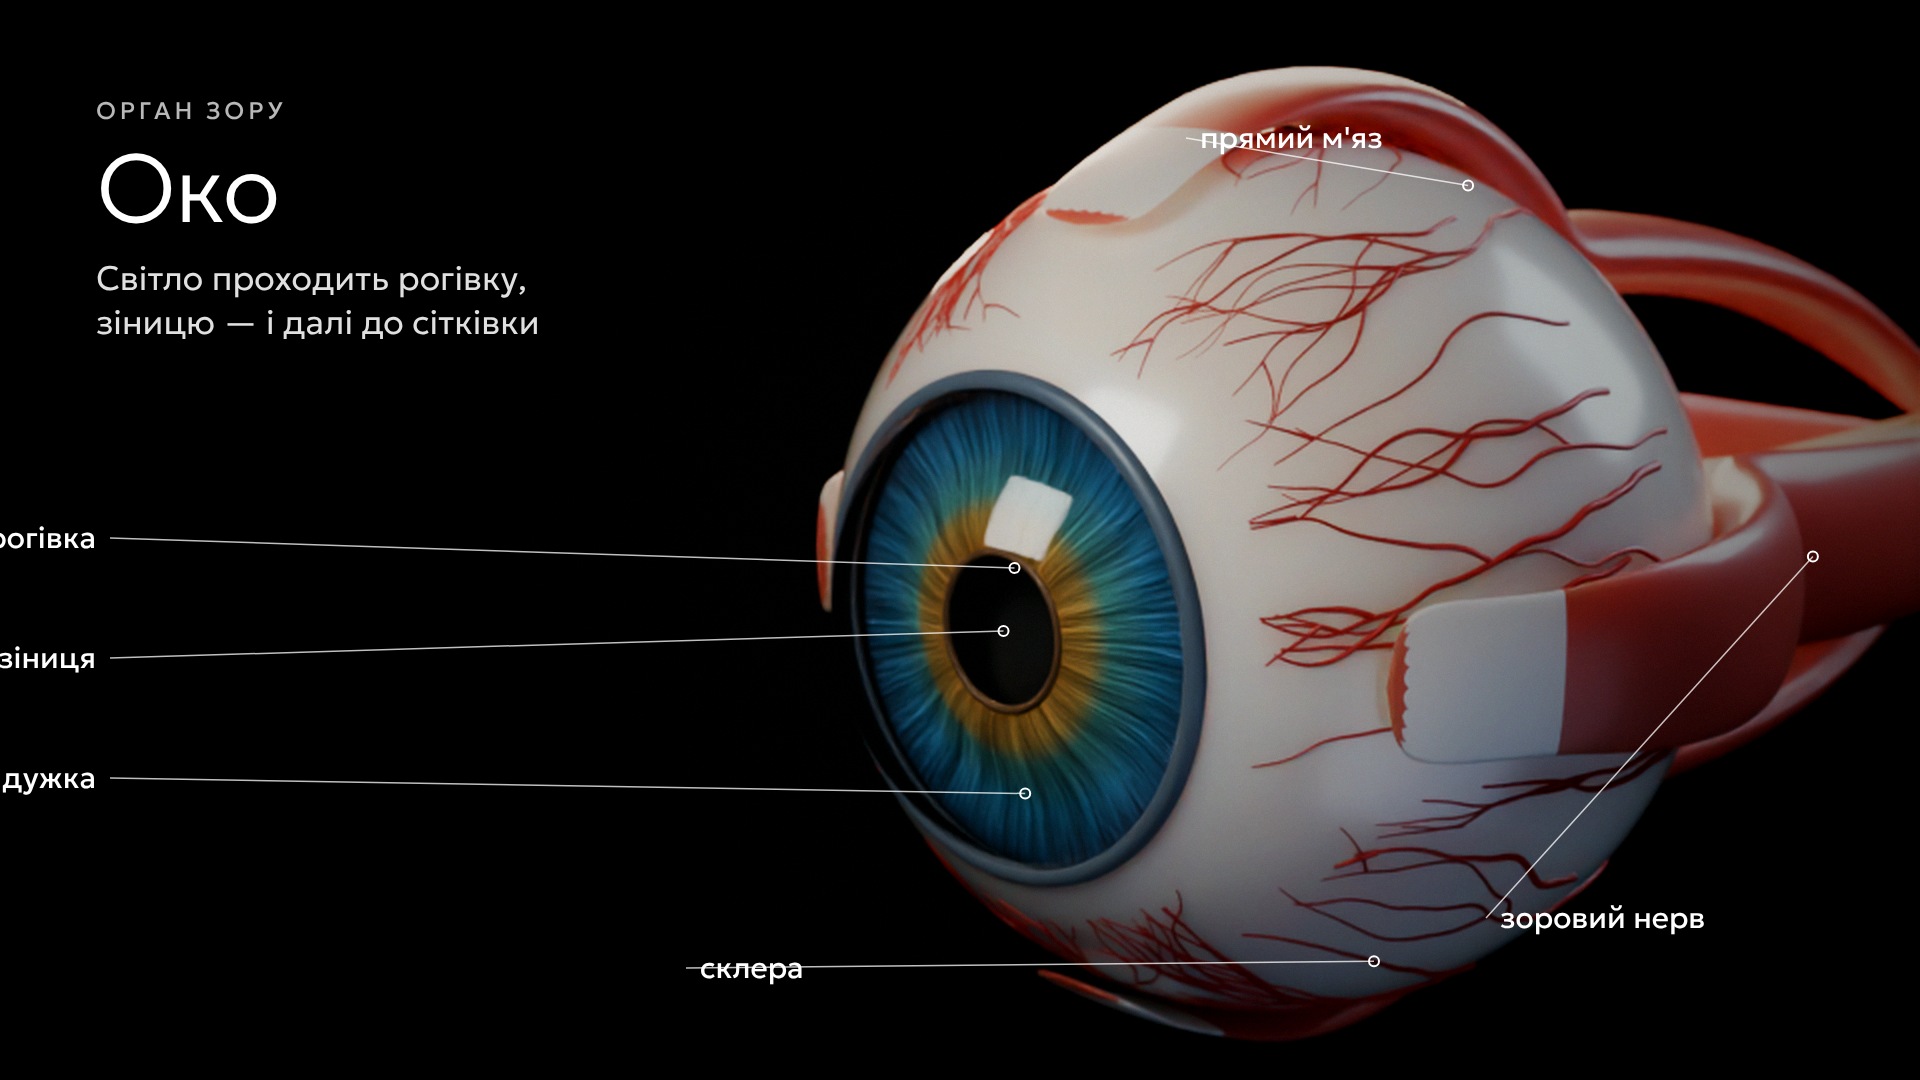 ОРГАН ЗОРУ
Око
Світло проходить рогівку,
зіницю — і далі до сітківки
прямий м'яз
рогівка
зіниця
дужка
зоровий нерв
склера